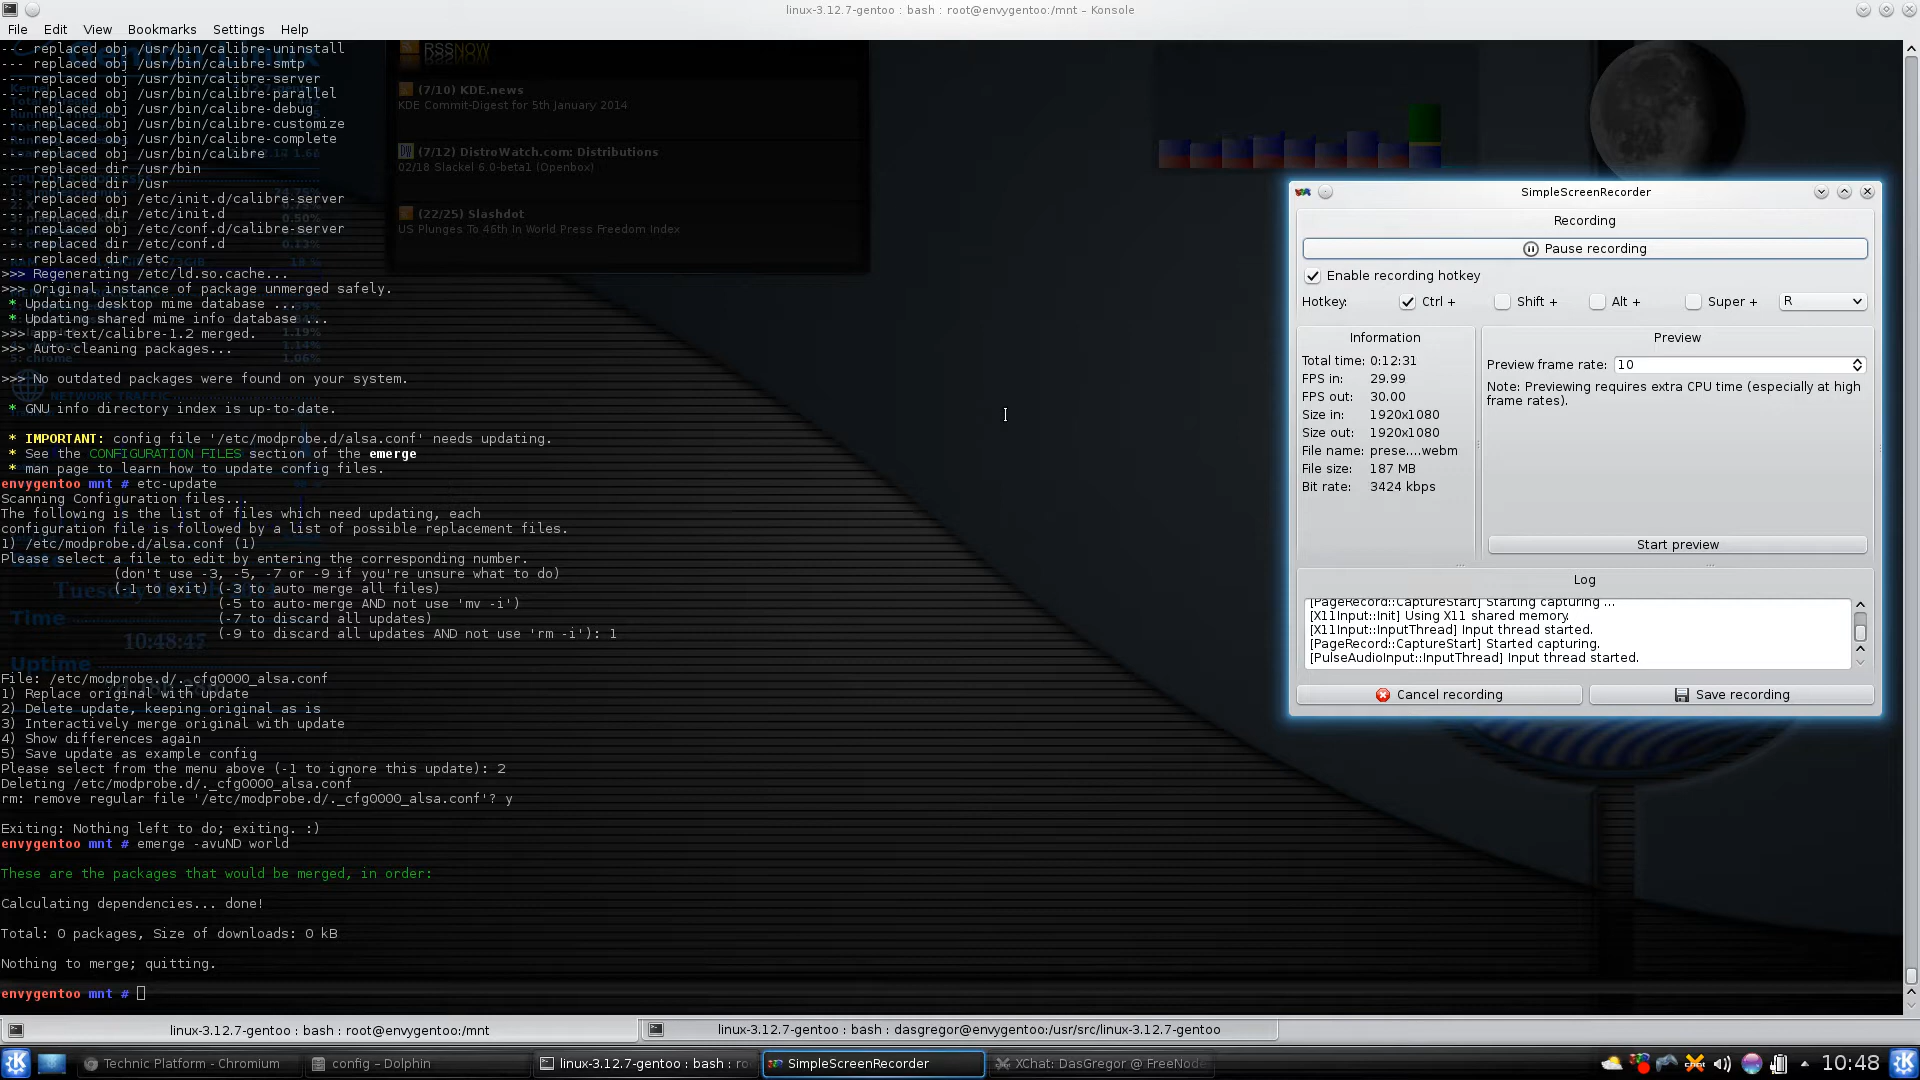 linux-3.12.7-gentoo : bash : root@envygentoo:/mnt – Konsole
File Edit View Bookmarks Settings Help
--- replaced obj /usr/bin/calibre-uninstall
--- replaced obj /usr/bin/calibre-smtp
--- replaced obj /usr/bin/calibre-server
--- replaced obj /usr/bin/calibre-parallel
--- replaced obj /usr/bin/calibre-debug
--- replaced obj /usr/bin/calibre-customize
--- replaced obj /usr/bin/calibre-complete
--- replaced obj /usr/bin/calibre
--- replaced dir /usr/bin
--- replaced dir /usr
--- replaced obj /etc/init.d/calibre-server
--- replaced dir /etc/init.d
--- replaced obj /etc/conf.d/calibre-server
--- replaced dir /etc/conf.d
--- replaced dir /etc
>>> Regenerating /etc/ld.so.cache...
>>> Original instance of package unmerged safely.
* Updating desktop mime database ...
* Updating shared mime info database ...
>>> app-text/calibre-1.2 merged.
>>> Auto-cleaning packages...
>>> No outdated packages were found on your system.
* GNU info directory index is up-to-date.
* IMPORTANT: config file '/etc/modprobe.d/alsa.conf' needs updating.
* See the CONFIGURATION FILES section of the emerge
* man page to learn how to update config files.
envygentoo mnt # etc-update
Scanning Configuration files...
The following is the list of files which need updating, each
configuration file is followed by a list of possible replacement files.
1) /etc/modprobe.d/alsa.conf (1)
Please select a file to edit by entering the corresponding number.
(don't use -3, -5, -7 or -9 if you're unsure what to do)
(-1 to exit) (-3 to auto merge all files)
(-5 to auto-merge AND not use 'mv -i')
(-7 to discard all updates)
(-9 to discard all updates AND not use 'rm -i'): 1
File: /etc/modprobe.d/._cfg0000_alsa.conf
1) Replace original with update
2) Delete update, keeping original as is
3) Interactively merge original with update
4) Show differences again
5) Save update as example config
Please select from the menu above (-1 to ignore this update): 2
Deleting /etc/modprobe.d/._cfg0000_alsa.conf
rm: remove regular file '/etc/modprobe.d/._cfg0000_alsa.conf'? y
Exiting: Nothing left to do; exiting. :)
envygentoo mnt # emerge -avuND world
These are the packages that would be merged, in order:
Calculating dependencies... done!
Total: 0 packages, Size of downloads: 0 kB
Nothing to merge; quitting.
envygentoo mnt #
Time
10:48:47
Uptime
NETWORK TRAFFIC
RSSNOW
(7/10) KDE.news
KDE Commit-Digest for 5th January 2014
(7/12) DistroWatch.com: Distributions
02/18 Slackel 6.0-beta1 (Openbox)
(22/25) Slashdot
US Plunges To 46th In World Press Freedom Index
SimpleScreenRecorder
Recording
Pause recording
Enable recording hotkey
Hotkey: Ctrl + Shift + Alt + Super + R
Information
Total time: 0:12:31
FPS in: 29.99
FPS out: 30.00
Size in: 1920x1080
Size out: 1920x1080
File name: prese....webm
File size: 187 MB
Bit rate: 3424 kbps
Preview
Preview frame rate: 10
Note: Previewing requires extra CPU time (especially at high
frame rates).
Start preview
Log
[PageRecord::CaptureStart] Starting capturing ...
[X11Input::Init] Using X11 shared memory.
[X11Input::InputThread] Input thread started.
[PageRecord::CaptureStart] Started capturing.
[PulseAudioInput::InputThread] Input thread started.
Cancel recording
Save recording
linux-3.12.7-gentoo : bash : root@envygentoo:/mnt
linux-3.12.7-gentoo : bash : dasgregor@envygentoo:/usr/src/linux-3.12.7-gentoo
Technic Platform - Chromium
config – Dolphin
linux-3.12.7-gentoo : bash : ro
SimpleScreenRecorder
XChat: DasGregor @ FreeNode
10:48